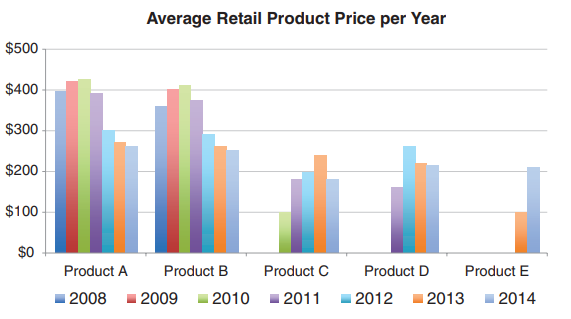 Average Retail Product Price per Year
$500
$400
$300
$200
$100
$0
Product A Product B Product C Product D Product E
2008 2009 2010 2011 2012 2013 2014